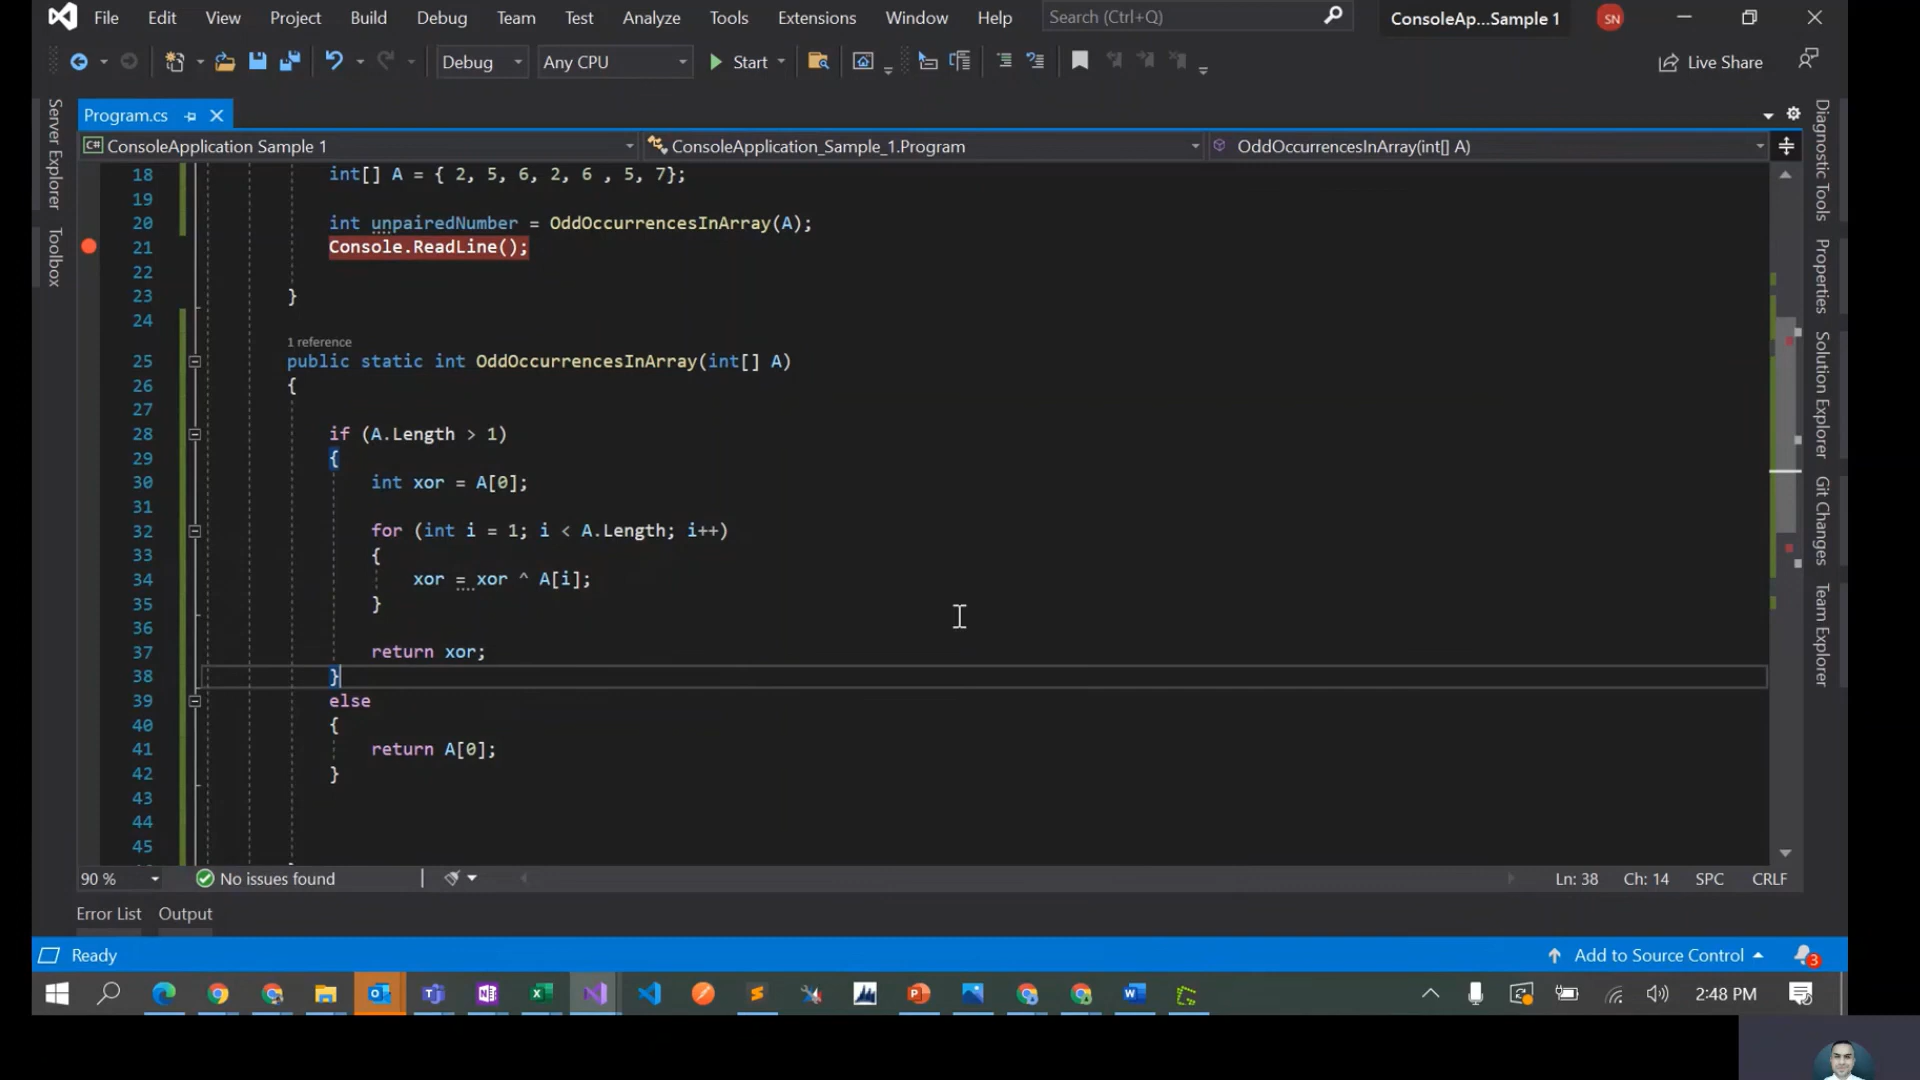 File Edit View Project Build Debug Team Test Analyze Tools Extensions Window Help Search (Ctrl+Q) ConsoleAp...Sample 1 SN
Debug Any CPU Start Live Share
Program.cs
ConsoleApplication Sample 1 ConsoleApplication_Sample_1.Program OddOccurrencesInArray(int[] A)
Server Explorer
Toolbox
18 int[] A = { 2, 5, 6, 2, 6 , 5, 7};
19
20 int unpairedNumber = OddOccurrencesInArray(A);
21 Console.ReadLine();
22
23 }
24
1 reference
25 public static int OddOccurrencesInArray(int[] A)
26 {
27
28 if (A.Length > 1)
29 {
30 int xor = A[0];
31
32 for (int i = 1; i < A.Length; i++)
33 {
34 xor = xor ^ A[i];
35 }
36
37 return xor;
38 }
39 else
40 {
41 return A[0];
42 }
43
44
45
Diagnostic Tools
Properties
Solution Explorer
Git Changes
Team Explorer
90 % No issues found Ln: 38 Ch: 14 SPC CRLF
Error List Output
Ready Add to Source Control 3
2:48 PM